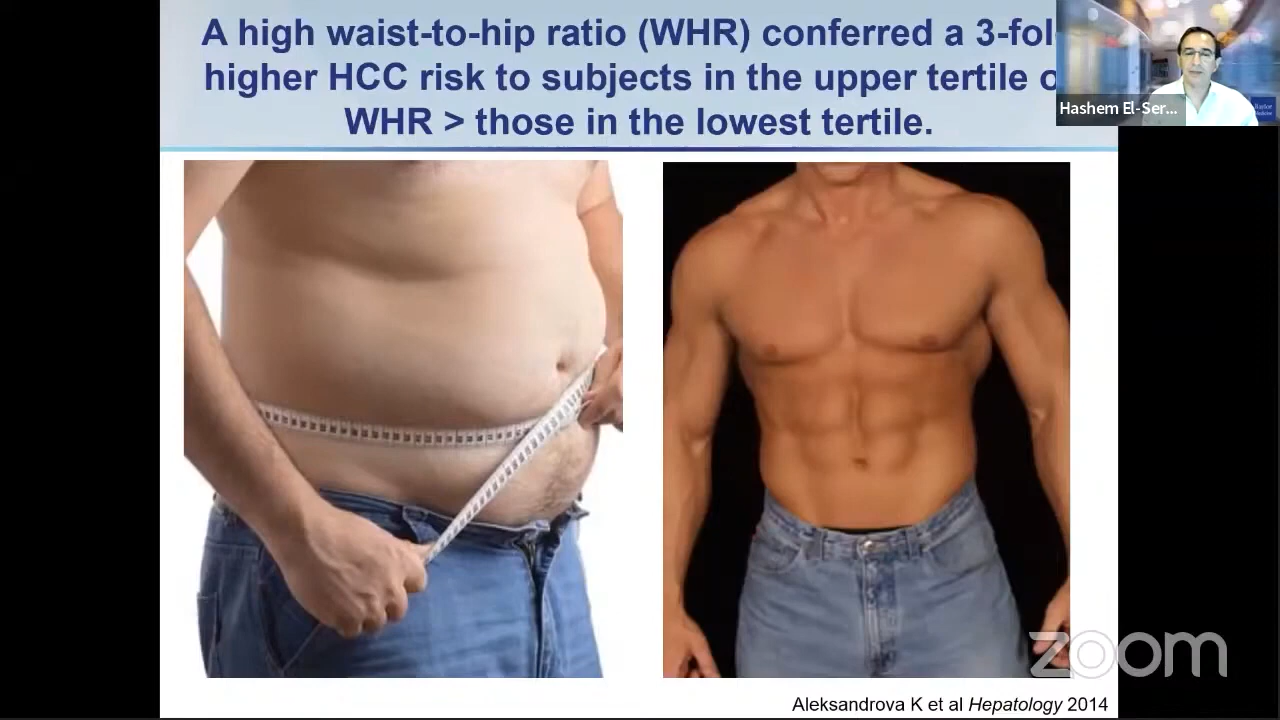 A high waist-to-hip ratio (WHR) conferred a 3-fol
higher HCC risk to subjects in the upper tertile o
WHR > those in the lowest tertile.
Hashem El-Ser...
zoom
Aleksandrova K et al Hepatology 2014